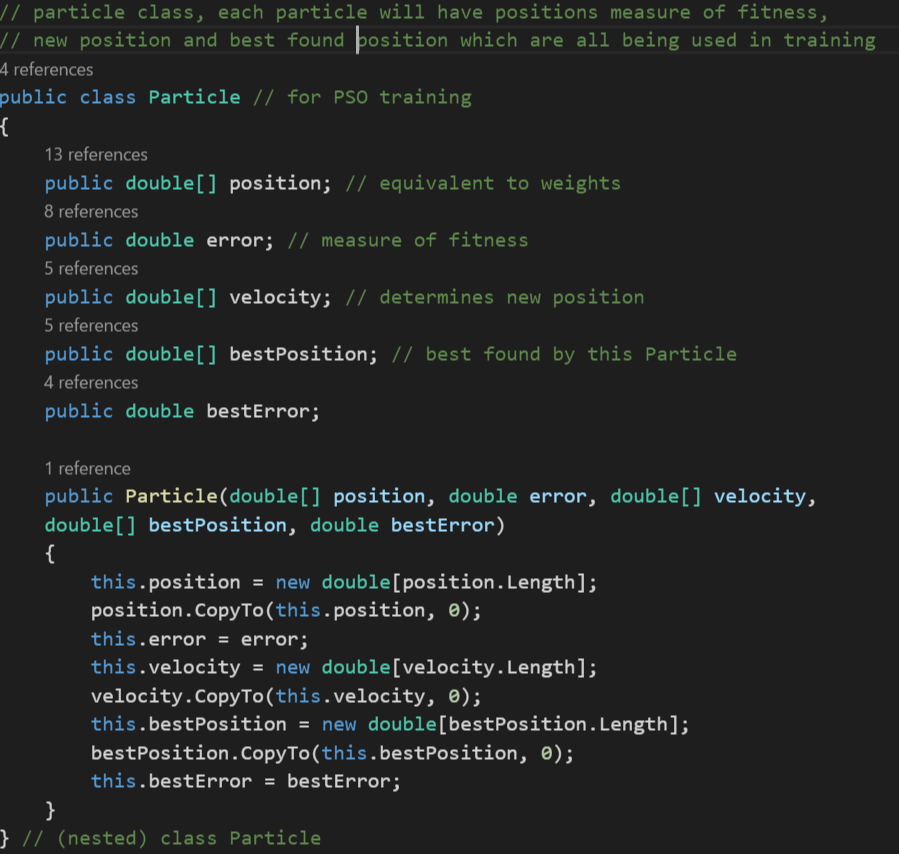 // particle class, each particle will have positions measure of fitness,
// new position and best found position which are all being used in training
4 references
public class Particle // for PSO training
{
13 references
public double[] position; // equivalent to weights
8 references
public double error; // measure of fitness
5 references
public double[] velocity; // determines new position
5 references
public double[] bestPosition; // best found by this Particle
4 references
public double bestError;
1 reference
public Particle(double[] position, double error, double[] velocity,
double[] bestPosition, double bestError)
{
this.position = new double[position.Length];
position.CopyTo(this.position, 0);
this.error = error;
this.velocity = new double[velocity.Length];
velocity.CopyTo(this.velocity, 0);
this.bestPosition = new double[bestPosition.Length];
bestPosition.CopyTo(this.bestPosition, 0);
this.bestError = bestError;
}
} // (nested) class Particle